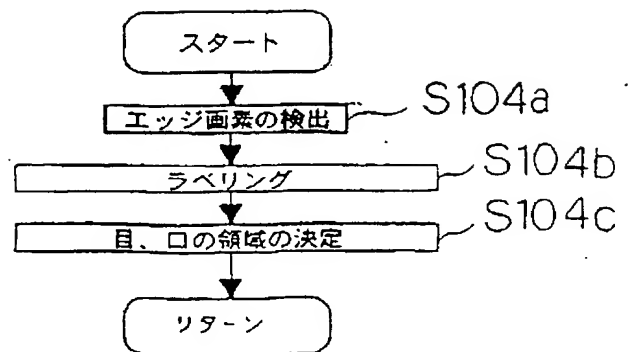 スタート
エッジ画素の検出
S104a
ラベリング
S104b
目、口の領域の決定
S104c
リターン